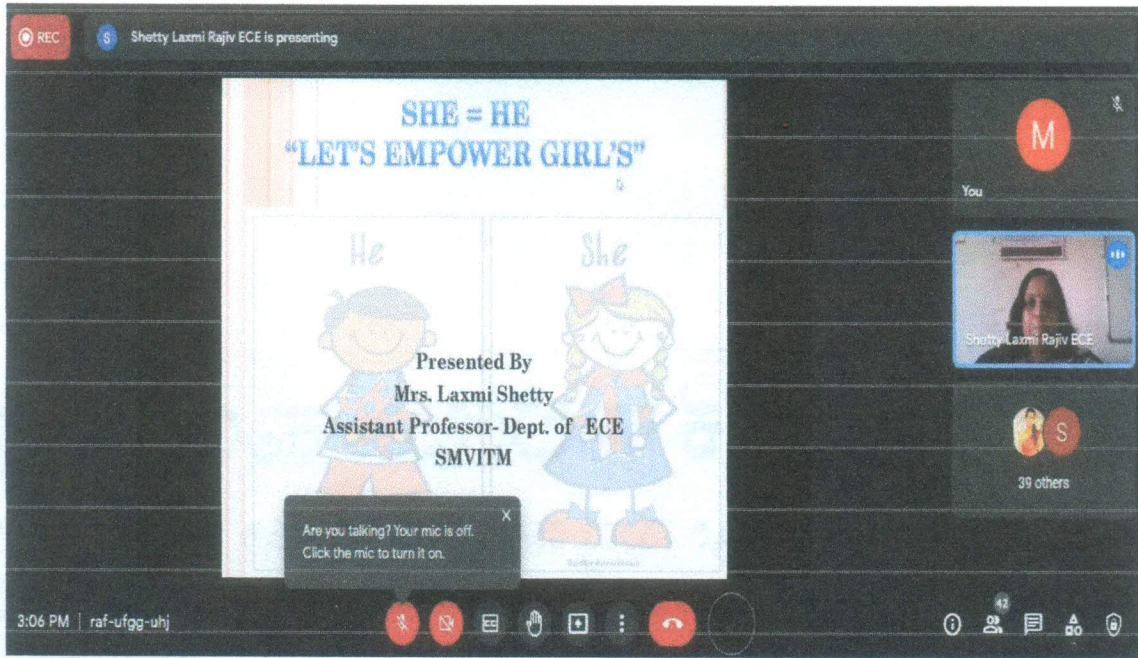 REC
S
Shetty Laxmi Rajiv ECE is presenting
SHE = HE
“LET'S EMPOWER GIRL'S”
He
She
Presented By
Mrs. Laxmi Shetty
Assistant Professor- Dept. of ECE
SMVITM
M
You
Shetty Laxmi Rajiv ECE
S
39 others
Are you talking? Your mic is off.
Click the mic to turn it on.
X
3:06 PM | raf-ufgg-uhj
CC
42